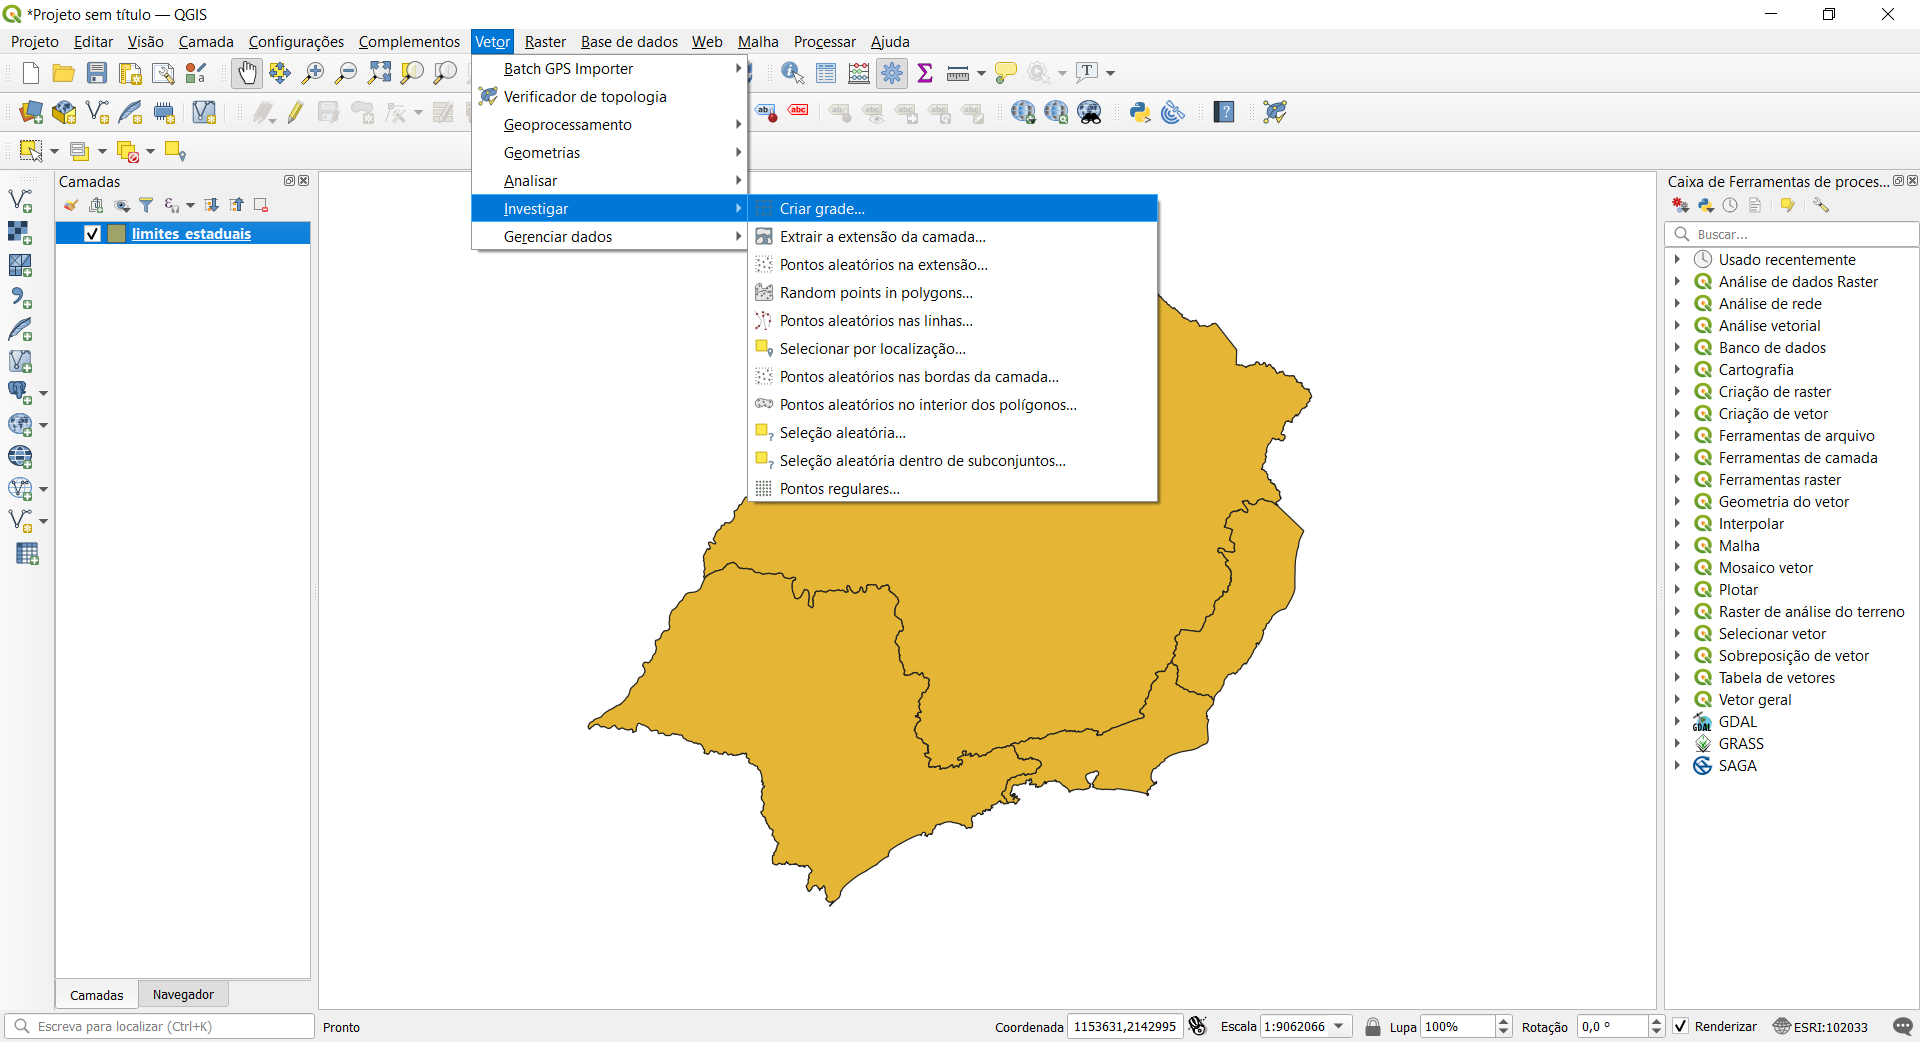 *Projeto sem título — QGIS
Projeto Editar Visão Camada Configurações Complementos Vetor Raster Base de dados Web Malha Processar Ajuda
Batch GPS Importer
Verificador de topologia
Geoprocessamento
Geometrias
Analisar
Investigar
Gerenciar dados
Criar grade...
Extrair a extensão da camada...
Pontos aleatórios na extensão...
Random points in polygons...
Pontos aleatórios nas linhas...
Selecionar por localização...
Pontos aleatórios nas bordas da camada...
Pontos aleatórios no interior dos polígonos...
Seleção aleatória...
Seleção aleatória dentro de subconjuntos...
Pontos regulares...
Camadas
limites_estaduais
Camadas Navegador
Caixa de Ferramentas de proces...
Buscar...
Usado recentemente
Análise de dados Raster
Análise de rede
Análise vetorial
Banco de dados
Cartografia
Criação de raster
Criação de vetor
Ferramentas de arquivo
Ferramentas de camada
Ferramentas raster
Geometria do vetor
Interpolar
Malha
Mosaico vetor
Plotar
Raster de análise do terreno
Selecionar vetor
Sobreposição de vetor
Tabela de vetores
Vetor geral
GDAL
GRASS
SAGA
Escreva para localizar (Ctrl+K) Pronto Coordenada 1153631,2142995 Escala 1:9062066 Lupa 100% Rotação 0,0 ° Renderizar ESRI:102033